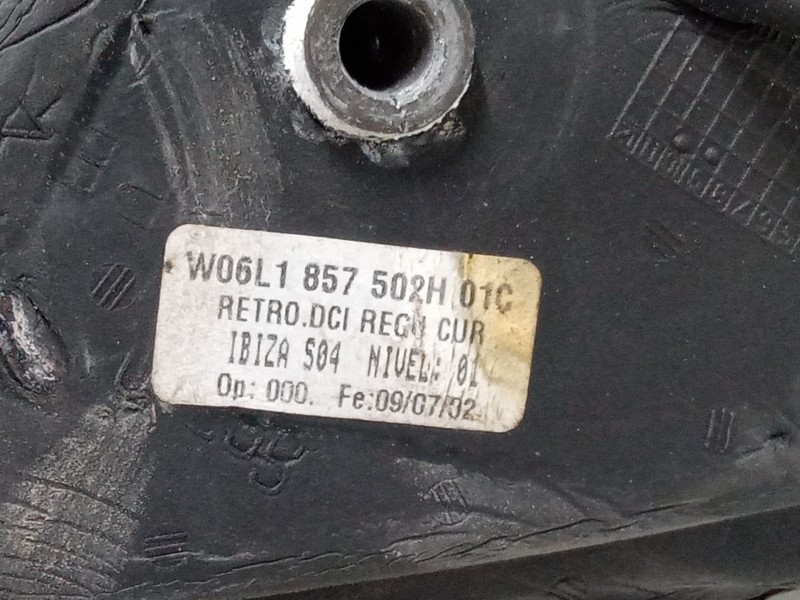 W06L1 857 502H 01C
RETRO.DCI REGU CUR
IBIZA 504 NIVEL: 01
Op: 000. Fe:09/07/02